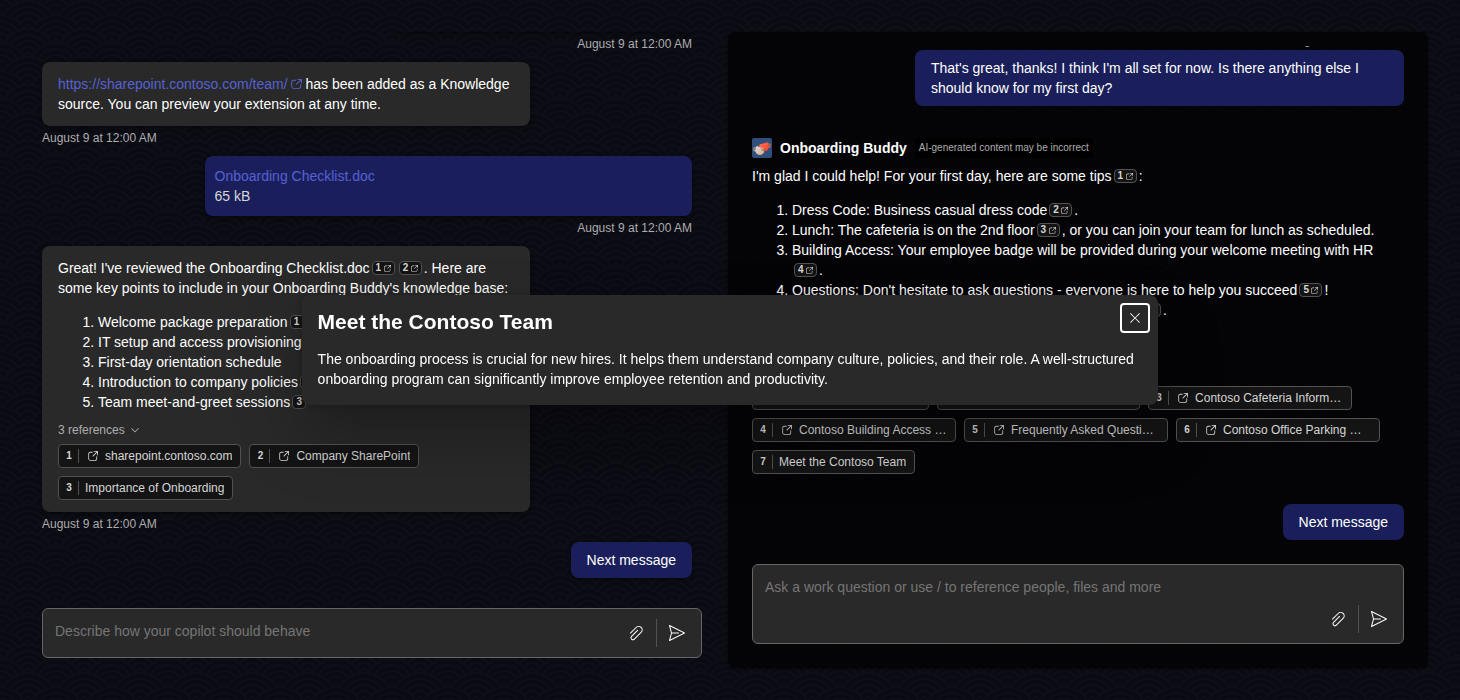 August 9 at 12:00 AM
https://sharepoint.contoso.com/team/ has been added as a Knowledge
source. You can preview your extension at any time.
August 9 at 12:00 AM
Onboarding Checklist.doc
65 kB
August 9 at 12:00 AM
Great! I've reviewed the Onboarding Checklist.doc 1 2 . Here are
some key points to include in your Onboarding Buddy's knowledge base:
1. Welcome package preparation 1
2. IT setup and access provisioning
3. First-day orientation schedule
4. Introduction to company policies
5. Team meet-and-greet sessions 3
3 references
1 sharepoint.contoso.com
2 Company SharePoint
3 Importance of Onboarding
August 9 at 12:00 AM
Next message
Describe how your copilot should behave
Meet the Contoso Team
The onboarding process is crucial for new hires. It helps them understand company culture, policies, and their role. A well-structured
onboarding program can significantly improve employee retention and productivity.
That's great, thanks! I think I'm all set for now. Is there anything else I
should know for my first day?
Onboarding Buddy AI-generated content may be incorrect
I'm glad I could help! For your first day, here are some tips 1 :
1. Dress Code: Business casual dress code 2 .
2. Lunch: The cafeteria is on the 2nd floor 3 , or you can join your team for lunch as scheduled.
3. Building Access: Your employee badge will be provided during your welcome meeting with HR
4 .
4. Questions: Don't hesitate to ask questions - everyone is here to help you succeed 5 !
.
3 Contoso Cafeteria Inform…
4 Contoso Building Access …
5 Frequently Asked Questi…
6 Contoso Office Parking …
7 Meet the Contoso Team
Next message
Ask a work question or use / to reference people, files and more